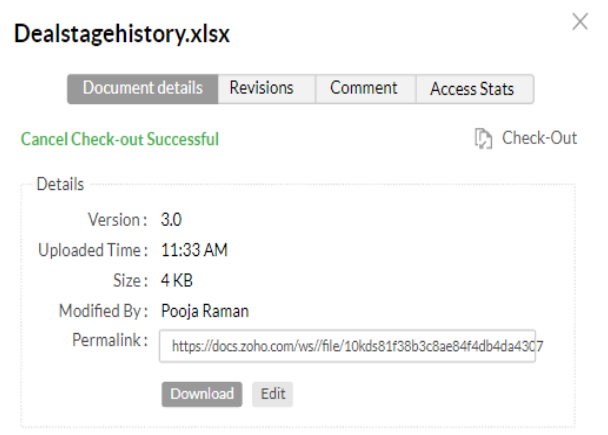 Dealstagehistory.xlsx
Document details Revisions Comment Access Stats
Cancel Check-out Successful Check-Out
Details
Version : 3.0
Uploaded Time : 11:33 AM
Size : 4 KB
Modified By : Pooja Raman
Permalink : https://docs.zoho.com/ws//file/10kds81f38b3c8ae84f4db4da4307
Download Edit